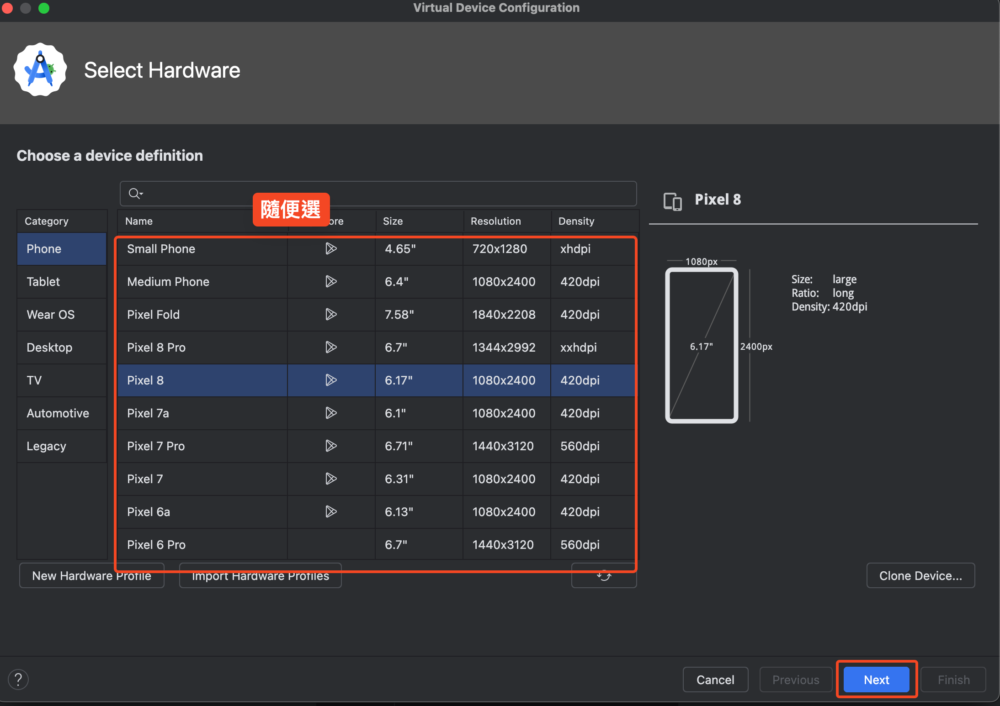 Virtual Device Configuration
Select Hardware
Choose a device definition
隨便選
Category
Phone
Tablet
Wear OS
Desktop
TV
Automotive
Legacy
Name ore Size Resolution Density
Small Phone 4.65" 720x1280 xhdpi
Medium Phone 6.4" 1080x2400 420dpi
Pixel Fold 7.58" 1840x2208 420dpi
Pixel 8 Pro 6.7" 1344x2992 xxhdpi
Pixel 8 6.17" 1080x2400 420dpi
Pixel 7a 6.1" 1080x2400 420dpi
Pixel 7 Pro 6.71" 1440x3120 560dpi
Pixel 7 6.31" 1080x2400 420dpi
Pixel 6a 6.13" 1080x2400 420dpi
Pixel 6 Pro 6.7" 1440x3120 560dpi
Pixel 8
1080px
6.17"
2400px
Size: large
Ratio: long
Density: 420dpi
New Hardware Profile
Import Hardware Profiles
Clone Device...
?
Cancel
Previous
Next
Finish